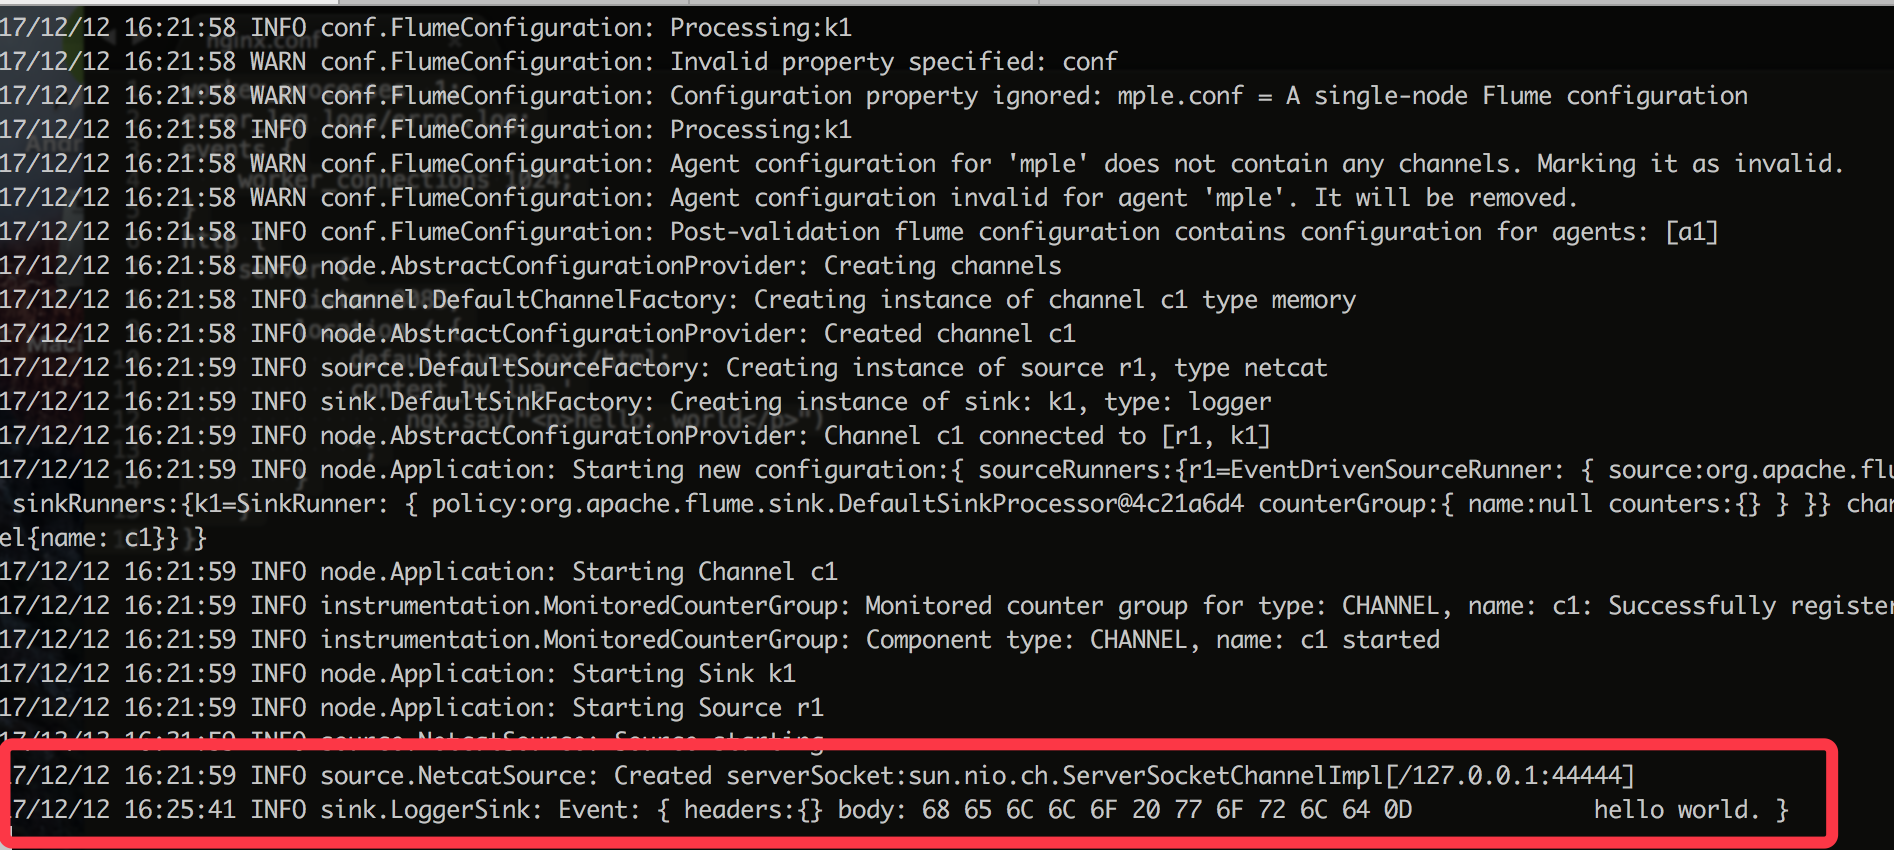 17/12/12 16:21:58 INFO conf.FlumeConfiguration: Processing:k1
17/12/12 16:21:58 WARN conf.FlumeConfiguration: Invalid property specified: conf
17/12/12 16:21:58 WARN conf.FlumeConfiguration: Configuration property ignored: mple.conf = A single-node Flume configuration
17/12/12 16:21:58 INFO conf.FlumeConfiguration: Processing:k1
17/12/12 16:21:58 WARN conf.FlumeConfiguration: Agent configuration for 'mple' does not contain any channels. Marking it as invalid.
17/12/12 16:21:58 WARN conf.FlumeConfiguration: Agent configuration invalid for agent 'mple'. It will be removed.
17/12/12 16:21:58 INFO conf.FlumeConfiguration: Post-validation flume configuration contains configuration for agents: [a1]
17/12/12 16:21:58 INFO node.AbstractConfigurationProvider: Creating channels
17/12/12 16:21:58 INFO channel.DefaultChannelFactory: Creating instance of channel c1 type memory
17/12/12 16:21:58 INFO node.AbstractConfigurationProvider: Created channel c1
17/12/12 16:21:59 INFO source.DefaultSourceFactory: Creating instance of source r1, type netcat
17/12/12 16:21:59 INFO sink.DefaultSinkFactory: Creating instance of sink: k1, type: logger
17/12/12 16:21:59 INFO node.AbstractConfigurationProvider: Channel c1 connected to [r1, k1]
17/12/12 16:21:59 INFO node.Application: Starting new configuration:{ sourceRunners:{r1=EventDrivenSourceRunner: { source:org.apache.flu
sinkRunners:{k1=SinkRunner: { policy:org.apache.flume.sink.DefaultSinkProcessor@4c21a6d4 counterGroup:{ name:null counters:{} } }} chan
el{name: c1}} }
17/12/12 16:21:59 INFO node.Application: Starting Channel c1
17/12/12 16:21:59 INFO instrumentation.MonitoredCounterGroup: Monitored counter group for type: CHANNEL, name: c1: Successfully register
17/12/12 16:21:59 INFO instrumentation.MonitoredCounterGroup: Component type: CHANNEL, name: c1 started
17/12/12 16:21:59 INFO node.Application: Starting Sink k1
17/12/12 16:21:59 INFO node.Application: Starting Source r1
17/12/12 16:21:59 INFO source.NetcatSource: Source starting
7/12/12 16:21:59 INFO source.NetcatSource: Created serverSocket:sun.nio.ch.ServerSocketChannelImpl[/127.0.0.1:44444]
7/12/12 16:25:41 INFO sink.LoggerSink: Event: { headers:{} body: 68 65 6C 6C 6F 20 77 6F 72 6C 64 0D hello world. }